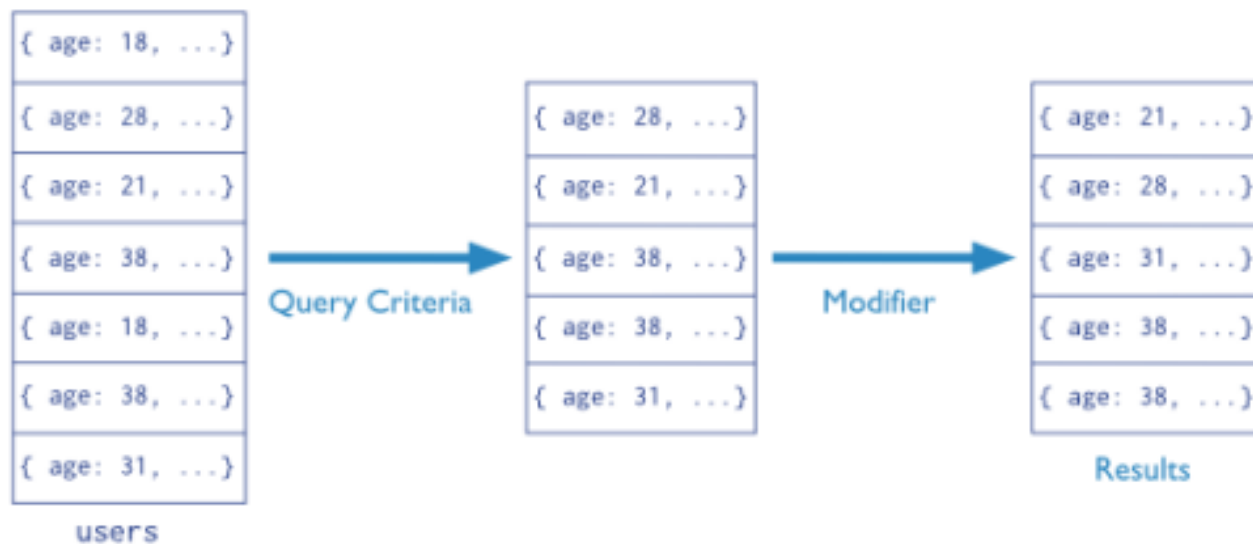 { age: 18, ...}
{ age: 28, ...}
{ age: 21, ...}
{ age: 38, ...}
{ age: 18, ...}
{ age: 38, ...}
{ age: 31, ...}
users
Query Criteria
{ age: 28, ...}
{ age: 21, ...}
{ age: 38, ...}
{ age: 38, ...}
{ age: 31, ...}
Modifier
{ age: 21, ...}
{ age: 28, ...}
{ age: 31, ...}
{ age: 38, ...}
{ age: 38, ...}
Results